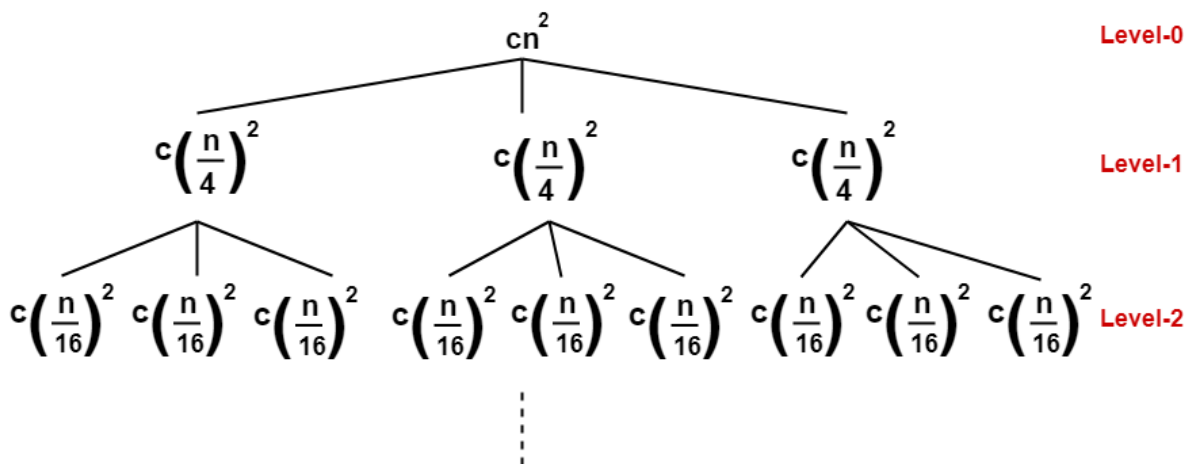 cn² Level-0
c(n/4)² c(n/4)² c(n/4)² Level-1
c(n/16)² c(n/16)² c(n/16)² c(n/16)² c(n/16)² c(n/16)² c(n/16)² c(n/16)² c(n/16)² Level-2